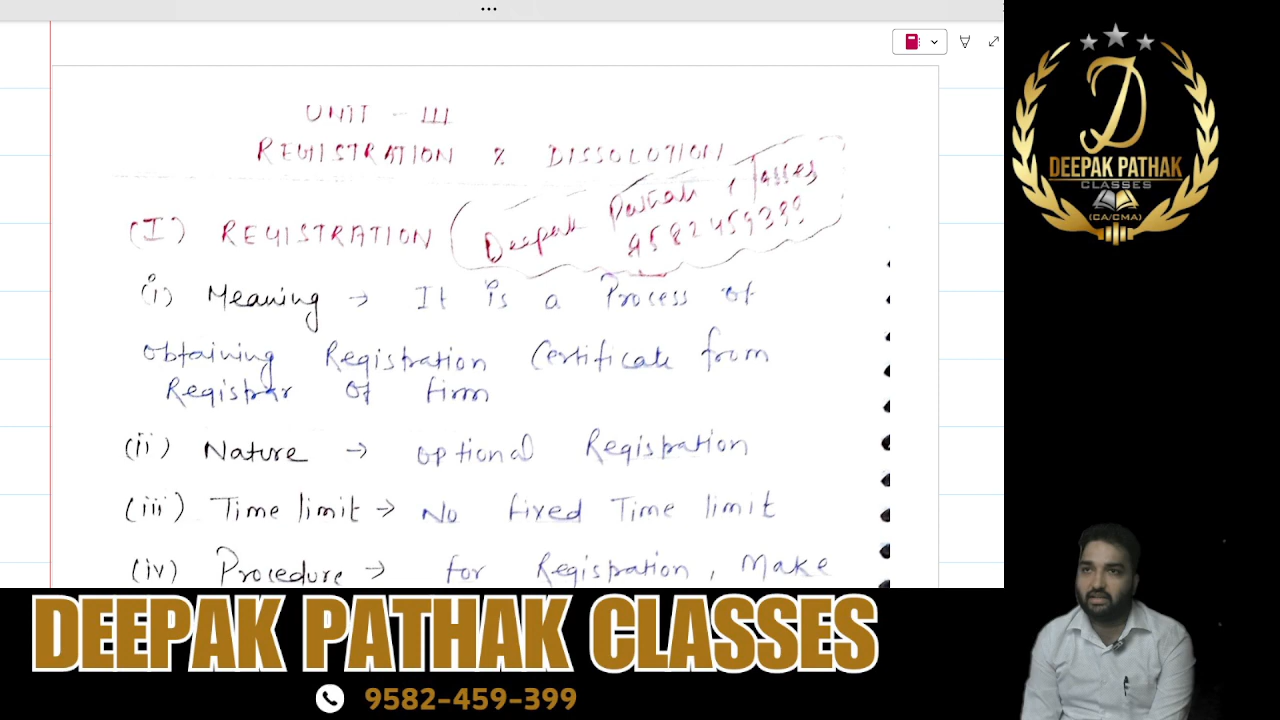 UNIT - III
REGISTRATION & DISSOLUTION
(I) REGISTRATION
Deepak Pathak Classes
9582459399
(i) Meaning → It is a Process of
obtaining Registration Certificate from
Registrar of firm
(ii) Nature → optional Registration
(iii) Time limit → No fixed Time limit
(iv) Procedure → for Registration, Make
D
DEEPAK PATHAK
CLASSES
(CA/CMA)
DEEPAK PATHAK CLASSES
9582-459-399